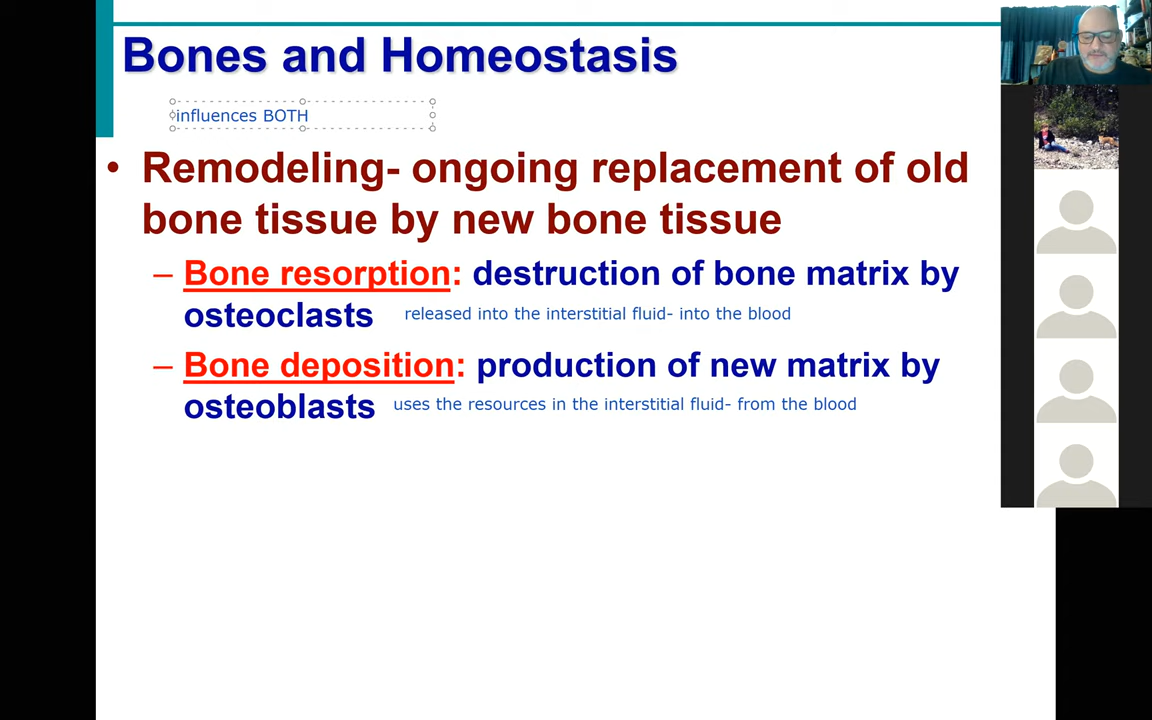 Bones and Homeostasis
influences BOTH
• Remodeling- ongoing replacement of old
bone tissue by new bone tissue
– Bone resorption: destruction of bone matrix by
osteoclasts released into the interstitial fluid- into the blood
– Bone deposition: production of new matrix by
osteoblasts uses the resources in the interstitial fluid- from the blood